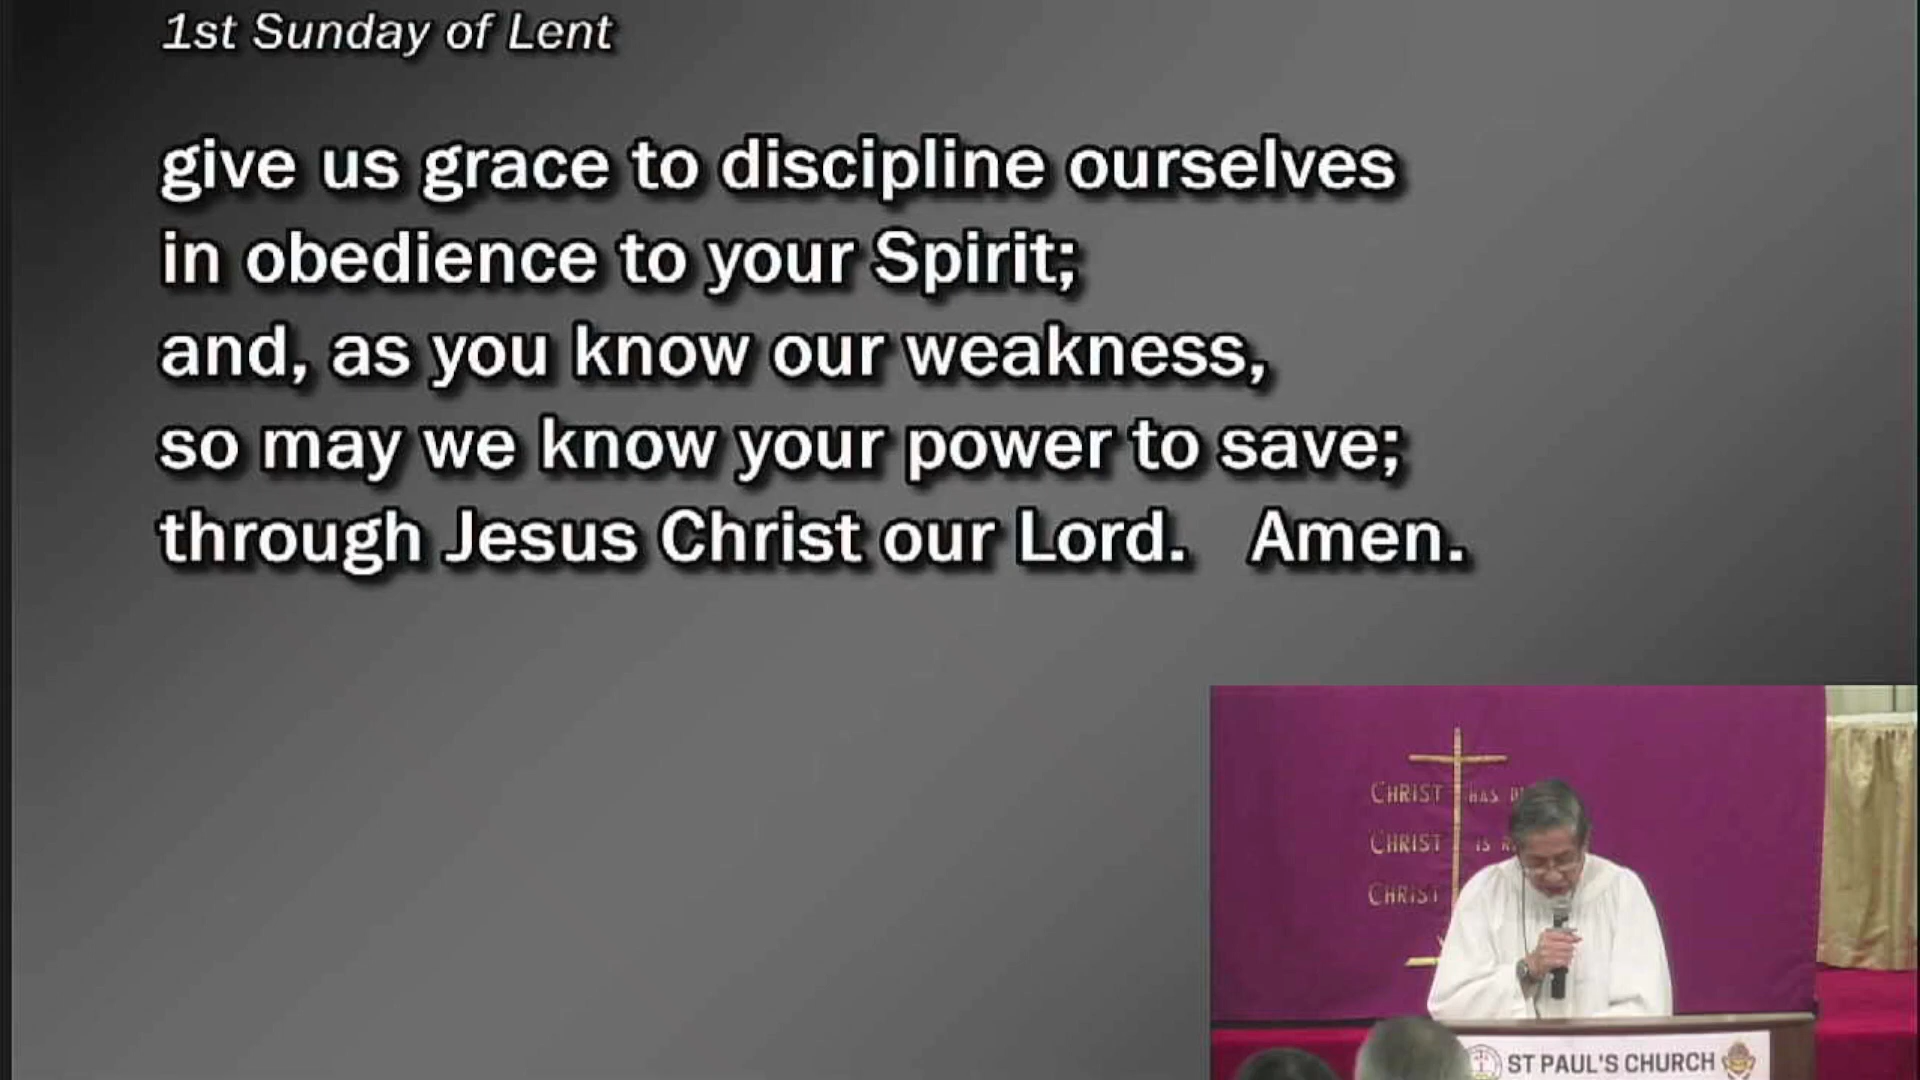 1st Sunday of Lent
give us grace to discipline ourselves
in obedience to your Spirit;
and, as you know our weakness,
so may we know your power to save;
through Jesus Christ our Lord. Amen.
CHRIST HAS
CHRIST IS
CHRIST
ST PAUL'S CHURCH